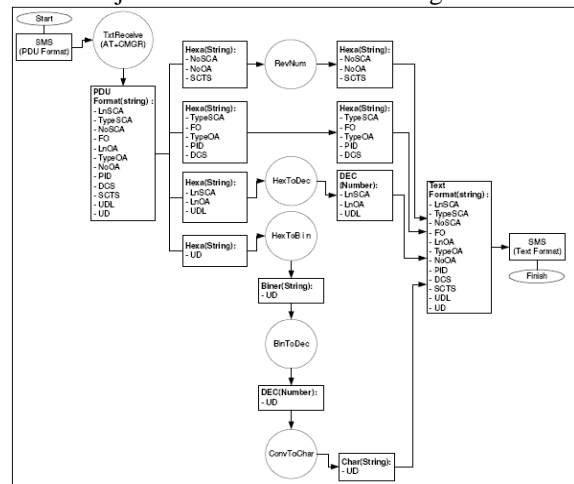 Start
SMS
(PDU Format)
TxtReceive
(AT+CMGR)
PDU
Format(string) :
- LnSCA
- TypeSCA
- NoSCA
- FO
- LnOA
- TypeOA
- NoOA
- PID
- DCS
- SCTS
- UDL
- UD
Hexa(String):
- NoSCA
- NoOA
- SCTS
RevNum
Hexa(String):
- NoSCA
- NoOA
- SCTS
Hexa(String):
- TypeSCA
- FO
- TypeOA
- PID
- DCS
Hexa(String):
- TypeSCA
- FO
- TypeOA
- PID
- DCS
Hexa(String):
- LnSCA
- LnOA
- UDL
HexToDec
DEC
(Number):
- LnSCA
- LnOA
- UDL
Hexa(String):
- UD
HexToBin
Biner(String):
- UD
BinToDec
DEC(Number):
- UD
ConvToChar
Char(String):
- UD
Text
Format(string):
- LnSCA
- TypeSCA
- NoSCA
- FO
- LnOA
- TypeOA
- NoOA
- PID
- DCS
- SCTS
- UDL
- UD
SMS
(Text Format)
Finish